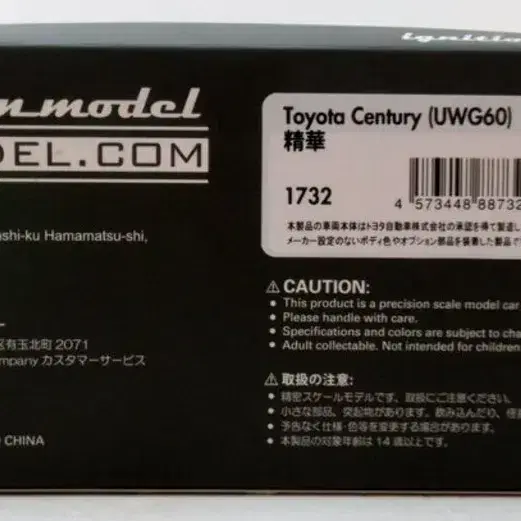 ignitio
n model
DEL.COM
shi-ku Hamamatsu-shi,
区有玉北町 2071
ompany カスタマーサービス
CHINA
Toyota Century (UWG60)
精華
1732
4 573448 88732
本製品の車両本体はトヨタ自動車株式会社の承認を得て製造し
メーカー設定のないボディ色やオプション部品を装着した製品で
⚠CAUTION:
• This product is a precision scale model car
• Please handle with care.
• Specifications and colors are subject to cha
• Adult collectable. Not intended for children
⚠取扱の注意:
• 精密スケールモデルです、取扱にご注意ください。
• 小さな部品、突起物があります。飲み込んだり、
• 予告なく仕様・色等を変更する場合があります。
• 本製品の対象年齢は14歳以上です。